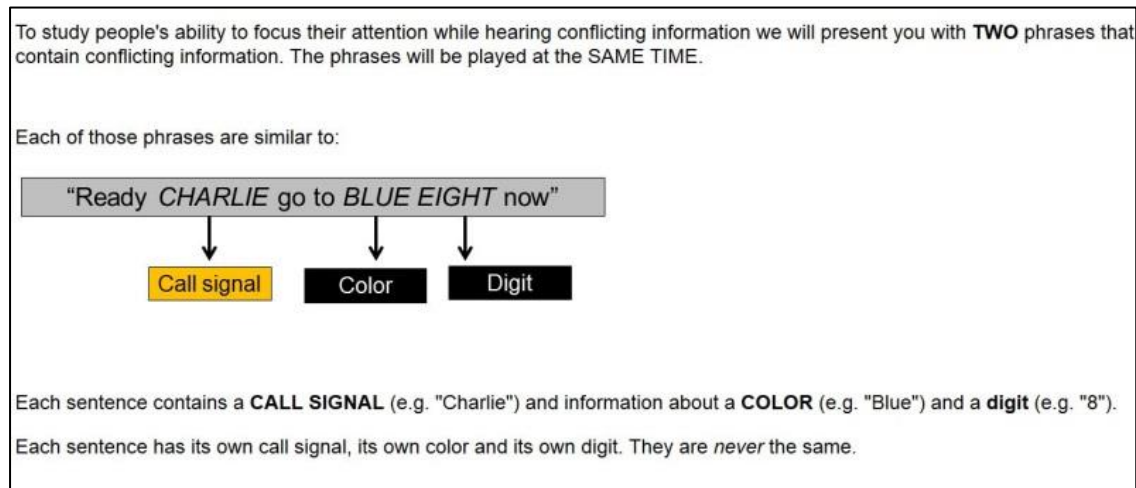 To study people's ability to focus their attention while hearing conflicting information we will present you with TWO phrases that
contain conflicting information. The phrases will be played at the SAME TIME.
Each of those phrases are similar to:
“Ready CHARLIE go to BLUE EIGHT now”
Call signal Color Digit
Each sentence contains a CALL SIGNAL (e.g. "Charlie") and information about a COLOR (e.g. "Blue") and a digit (e.g. "8").
Each sentence has its own call signal, its own color and its own digit. They are never the same.